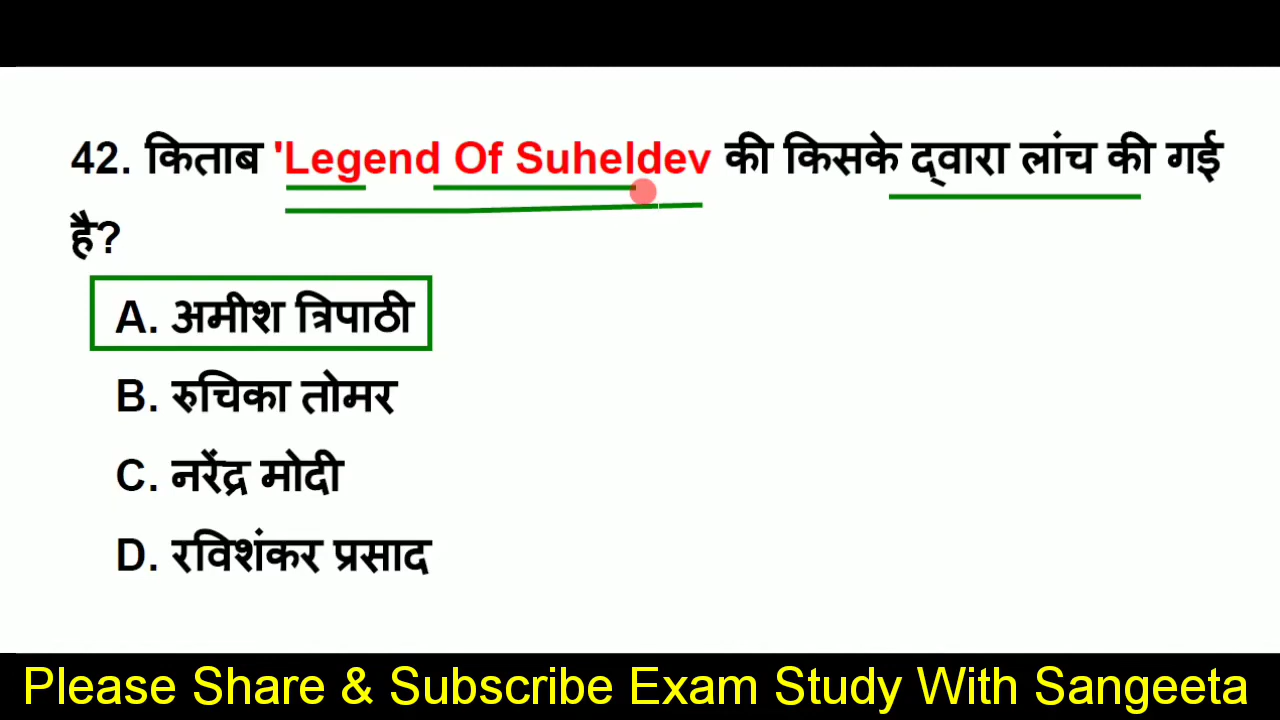 42. किताब 'Legend Of Suheldev की किसके द्वारा लांच की गई
है?
A. अमीश त्रिपाठी
B. रुचिका तोमर
C. नरेंद्र मोदी
D. रविशंकर प्रसाद
Please Share & Subscribe Exam Study With Sangeeta